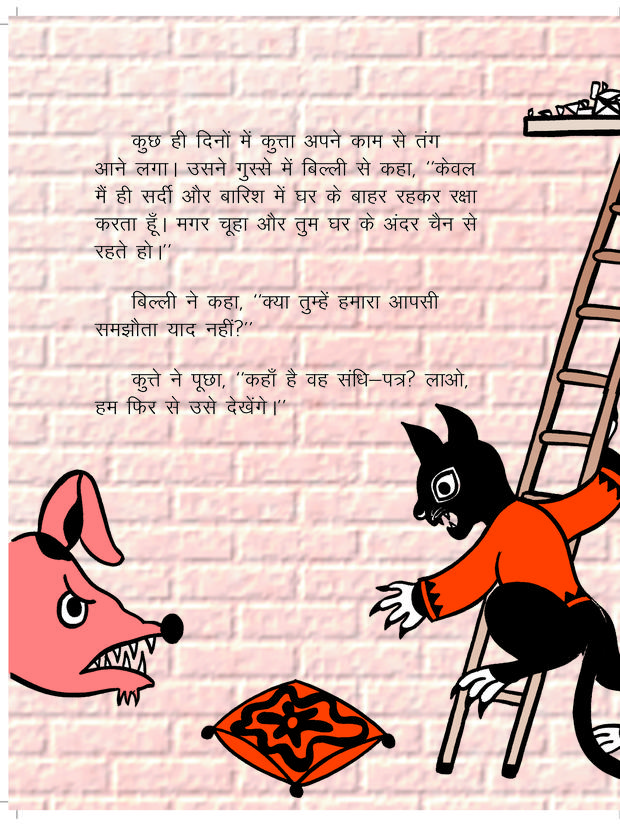 कुछ ही दिनों में कुत्ता अपने काम से तंग
आने लगा। उसने गुस्से में बिल्ली से कहा, ‘‘केवल
मैं ही सर्दी और बारिश में घर के बाहर रहकर रक्षा
करता हूँ। मगर चूहा और तुम घर के अंदर चैन से
रहते हो।’’
बिल्ली ने कहा, ‘‘क्या तुम्हें हमारा आपसी
समझौता याद नहीं?’’
कुत्ते ने पूछा, ‘‘कहाँ है वह संधि–पत्र? लाओ,
हम फिर से उसे देखेंगे।’’